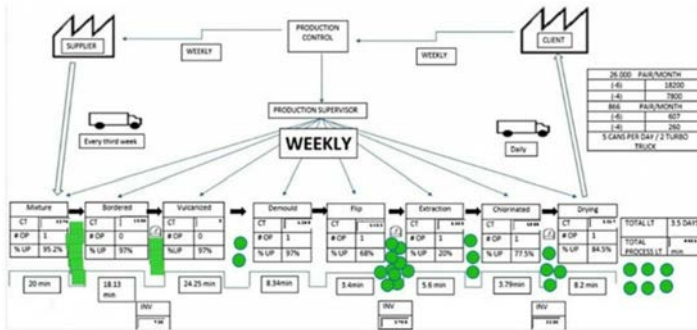 SUPPLIER
WEEKLY
PRODUCTION
CONTROL
WEEKLY
CLIENT
26.000 PAIR/MONTH
(-6) 18200
(-4) 7800
866 PAIR/MONTH
(-6) 607
(-4) 260
5 CANS PER DAY / 2 TURBO
TRUCK
PRODUCTION SUPERVISOR
WEEKLY
Every third week
Daily
Mixture
CT
# OP 1
% UP 95.2%
Bordered
CT
# OP 0
% UP 97%
Vulcanized
CT
# OP 0
% UP 97%
Demould
CT
# OP 1
% UP 97%
Flip
CT
# OP 1
% UP 68%
Extraction
CT
# OP 1
% UP 20%
Chlorinated
CT
# OP 1
% UP 77.5%
Drying
CT
# OP 1
% UP 84.5%
TOTAL LT 3.5 DAYS
TOTAL
PROCESS LT min
20 min
18.13
min
24.25 min
8.34min
5.4min
5.6 min
3.79min
8.2 min
INV
INV
INV